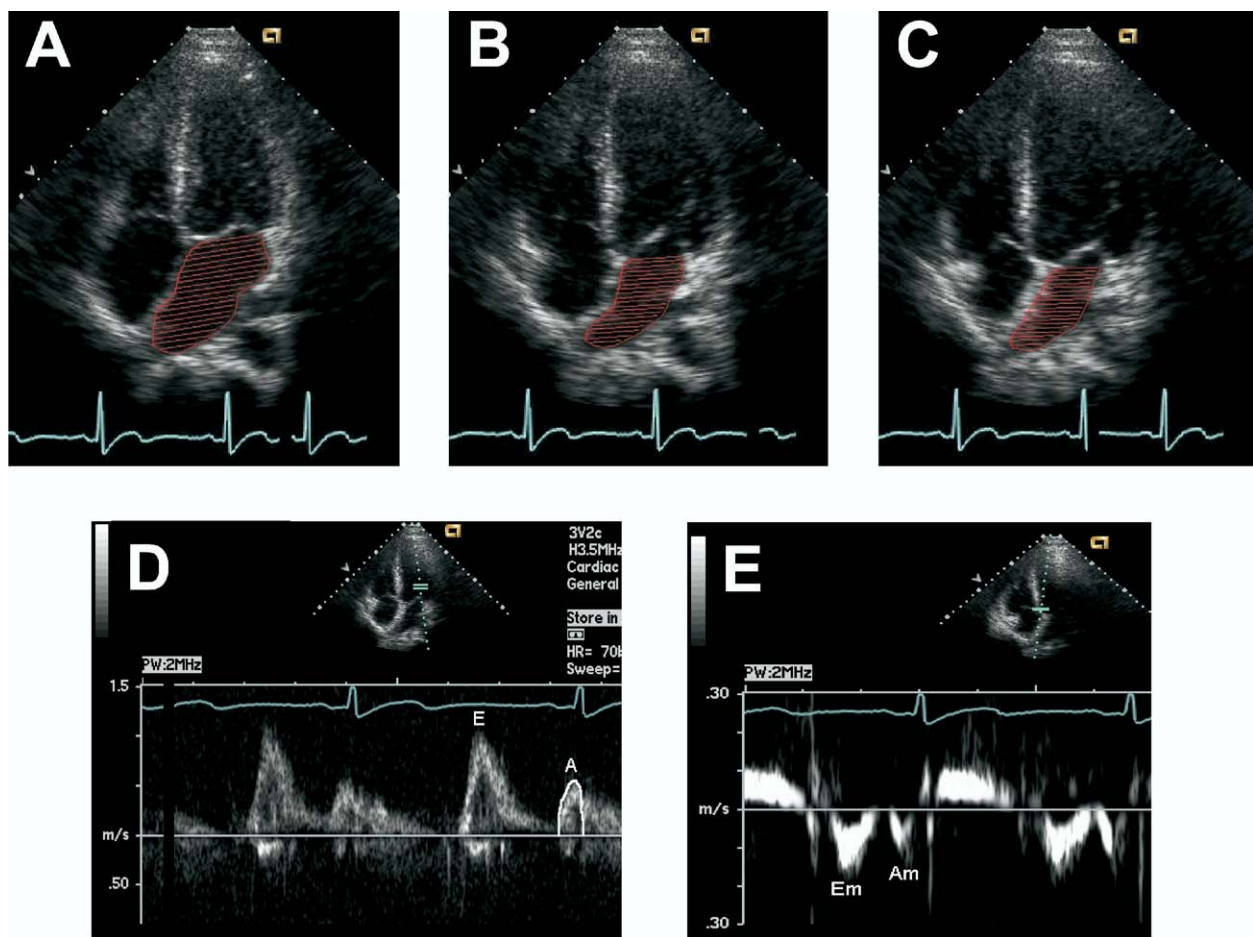 A
B
C
D
3V2c
H3.5MHz
Cardiac
General
Store in
HR= 70b
Sweep=
PW:2MHz
1.5
E
A
m/s
.50
E
PW:2MHz
.30
m/s
Em
Am
.30